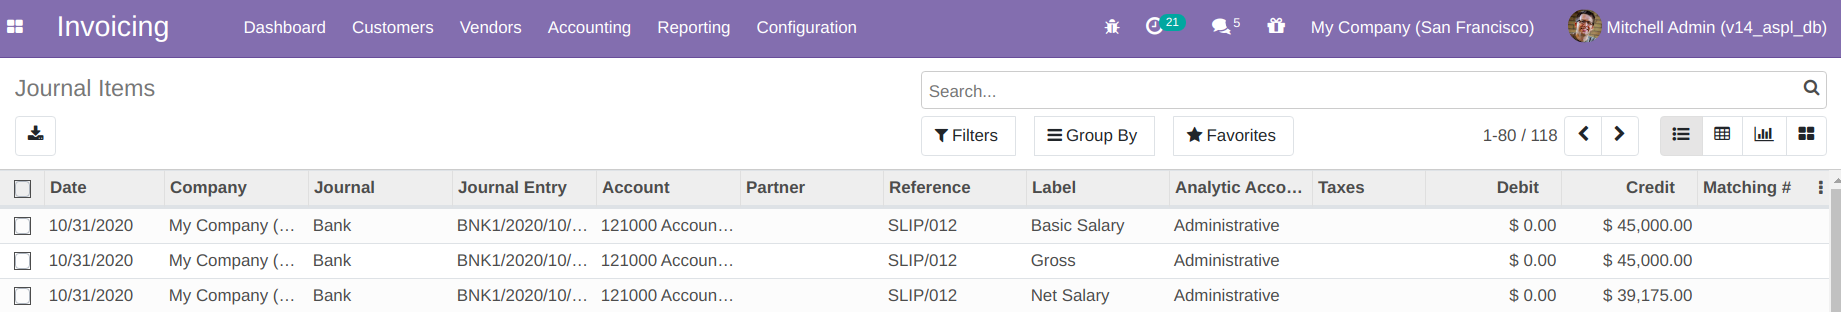 Invoicing Dashboard Customers Vendors Accounting Reporting Configuration 21 5 My Company (San Francisco) Mitchell Admin (v14_aspl_db)
Journal Items Search...
Filters Group By Favorites 1-80 / 118
Date Company Journal Journal Entry Account Partner Reference Label Analytic Acco... Taxes Debit Credit Matching #
10/31/2020 My Company (... Bank BNK1/2020/10/... 121000 Accoun... SLIP/012 Basic Salary Administrative $ 0.00 $ 45,000.00
10/31/2020 My Company (... Bank BNK1/2020/10/... 121000 Accoun... SLIP/012 Gross Administrative $ 0.00 $ 45,000.00
10/31/2020 My Company (... Bank BNK1/2020/10/... 121000 Accoun... SLIP/012 Net Salary Administrative $ 0.00 $ 39,175.00